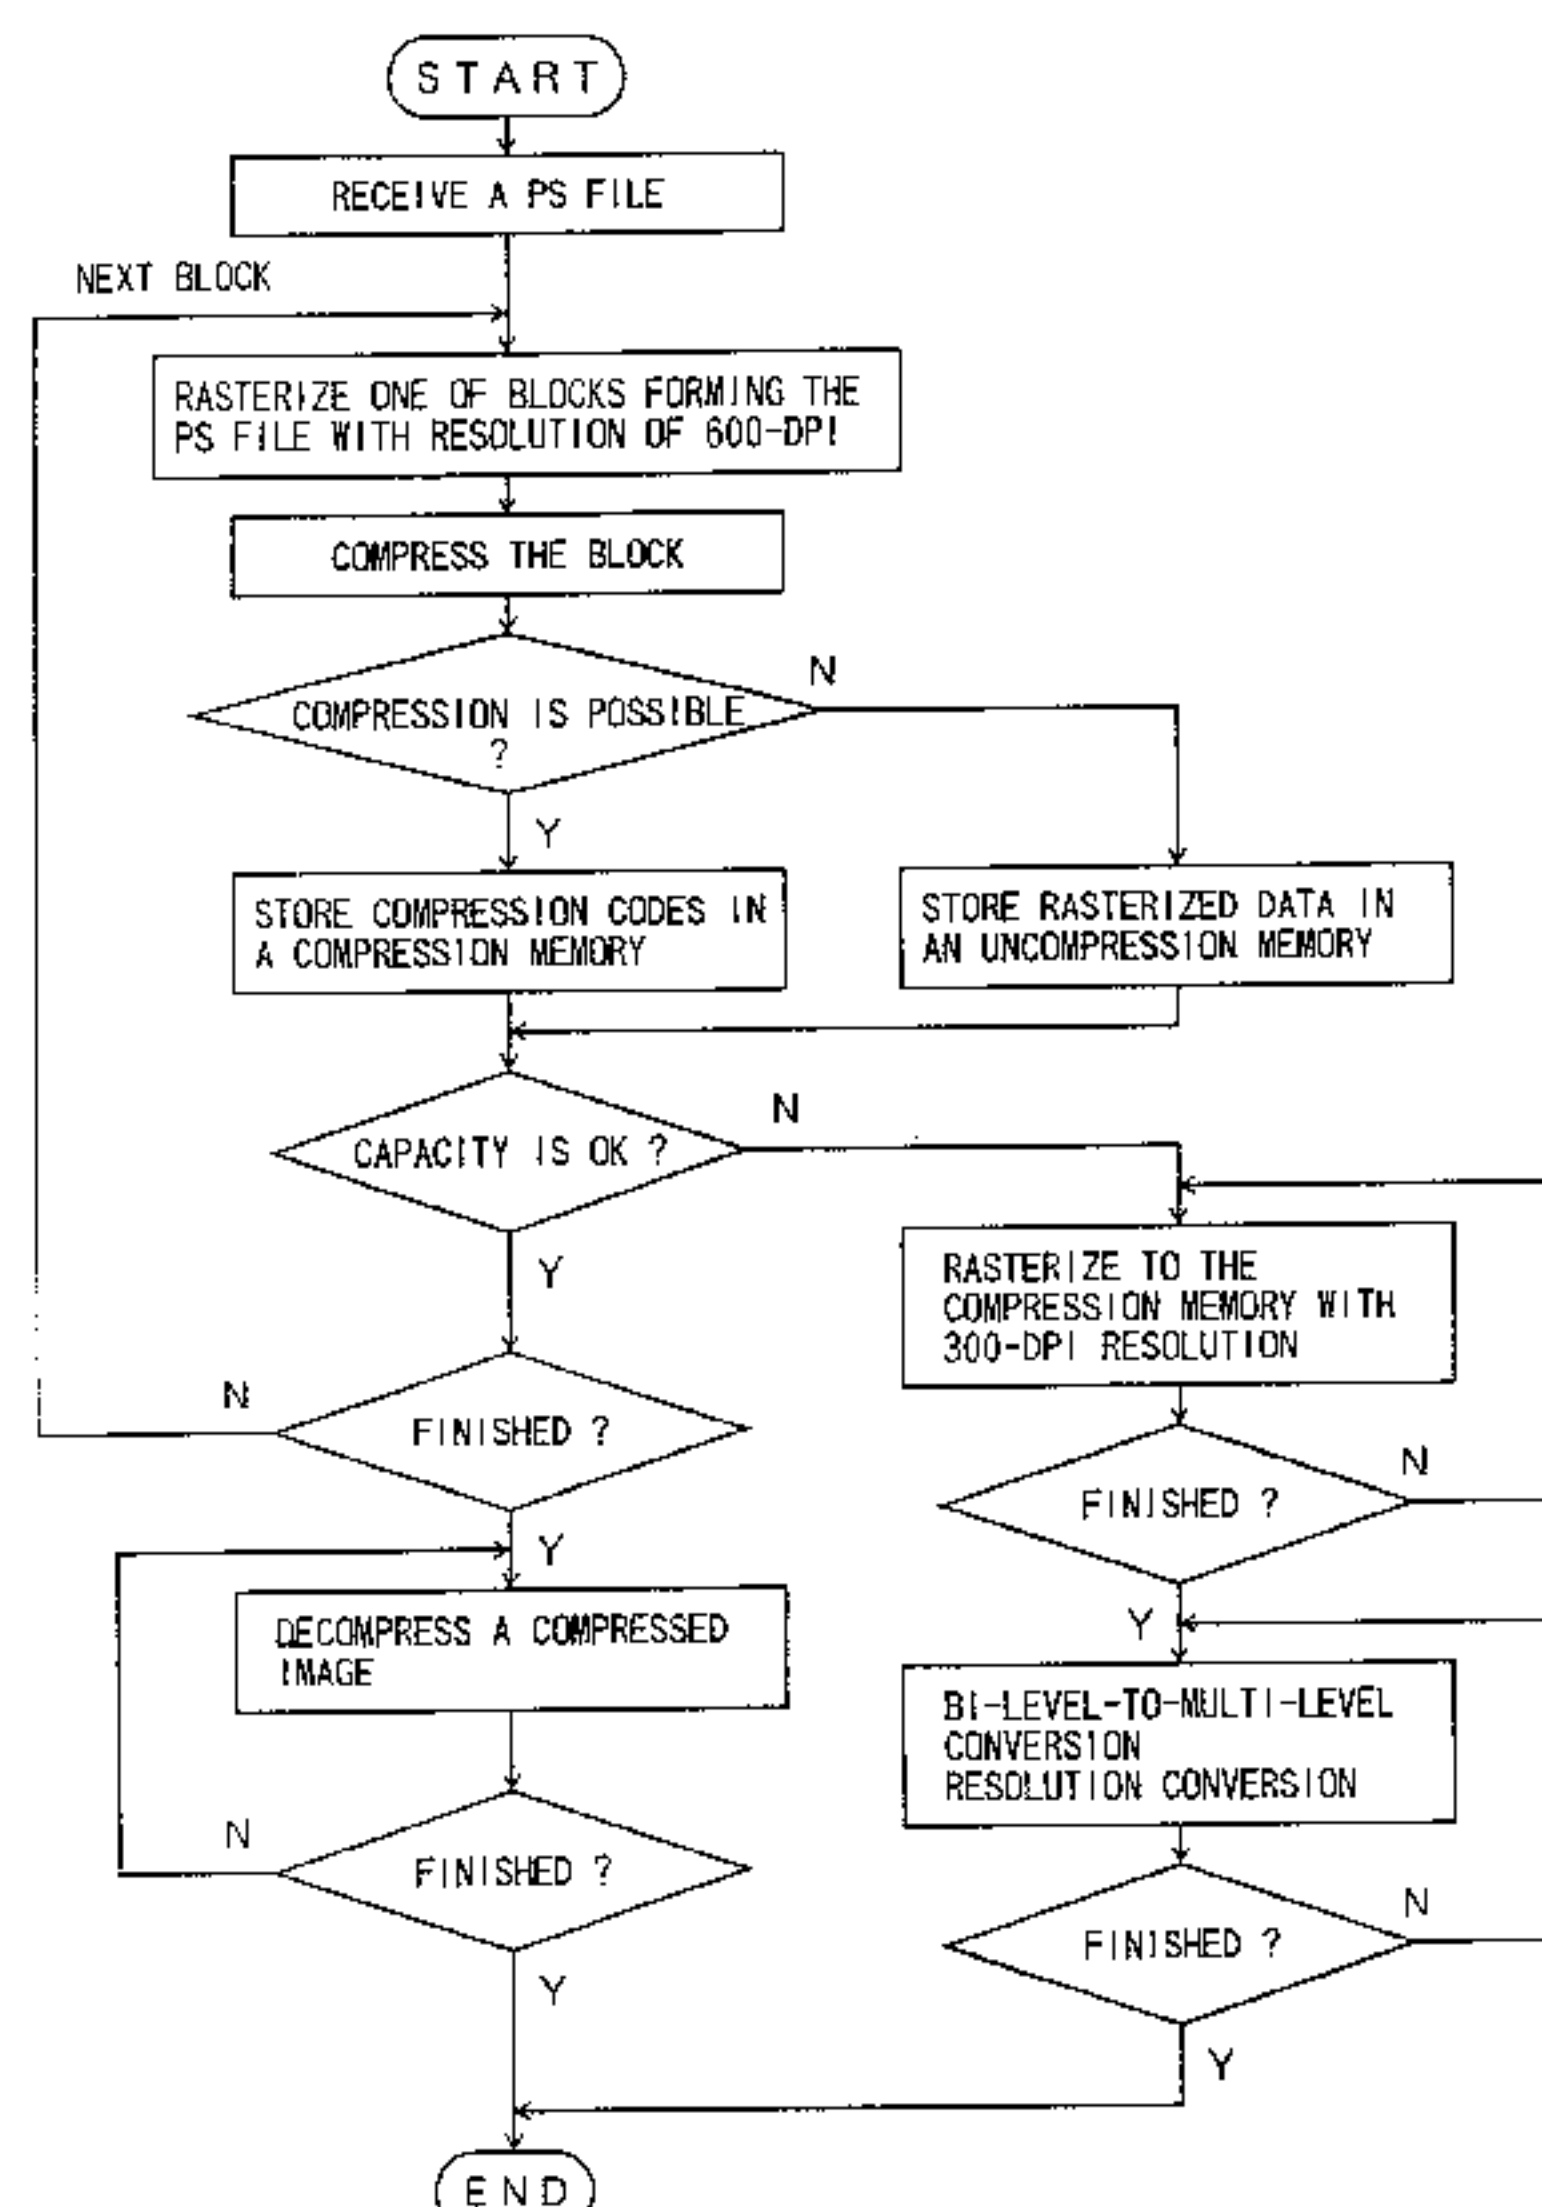 START
RECEIVE A PS FILE
NEXT BLOCK
RASTERIZE ONE OF BLOCKS FORMING THE
PS FILE WITH RESOLUTION OF 600-DPI
COMPRESS THE BLOCK
COMPRESSION IS POSSIBLE
?
N
Y
STORE COMPRESSION CODES IN
A COMPRESSION MEMORY
STORE RASTERIZED DATA IN
AN UNCOMPRESSION MEMORY
CAPACITY IS OK ?
N
Y
RASTERIZE TO THE
COMPRESSION MEMORY WITH
300-DPI RESOLUTION
FINISHED ?
N
Y
FINISHED ?
N
Y
DECOMPRESS A COMPRESSED
IMAGE
BI-LEVEL-TO-MULTI-LEVEL
CONVERSION
RESOLUTION CONVERSION
FINISHED ?
N
Y
FINISHED ?
N
Y
END